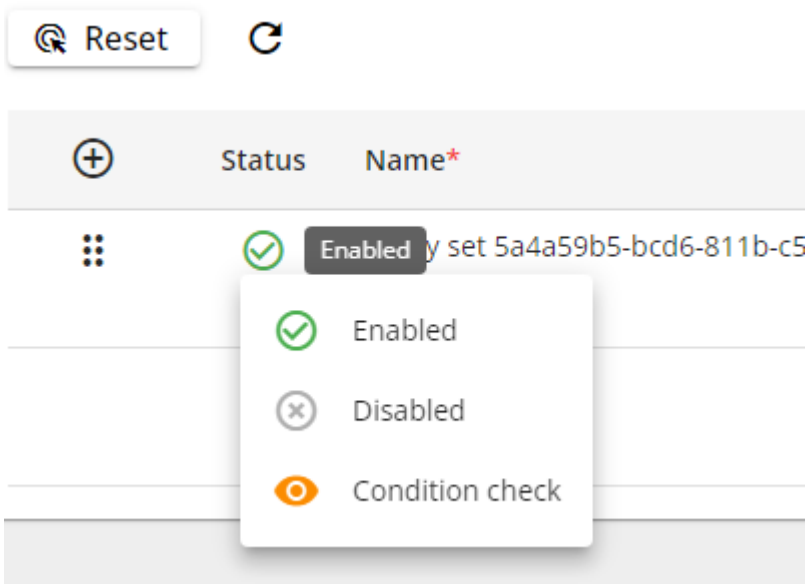 Reset
Status Name*
Enabled y set 5a4a59b5-bcd6-811b-c5
Enabled
Disabled
Condition check